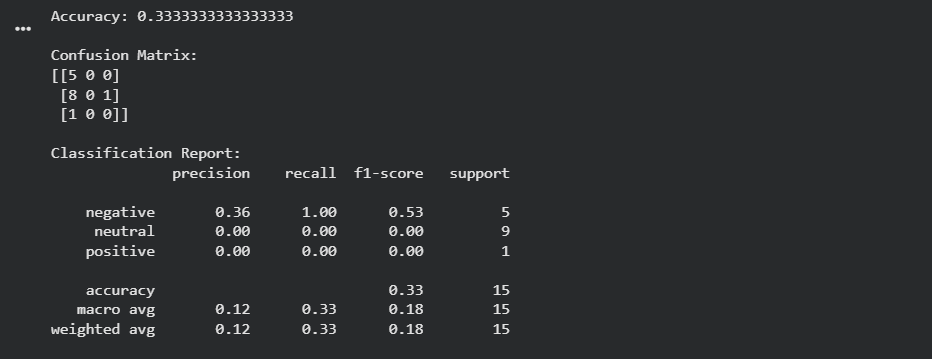 Accuracy: 0.3333333333333333
Confusion Matrix:
[[5 0 0]
 [8 0 1]
 [1 0 0]]
Classification Report:
              precision    recall  f1-score   support
    negative       0.36      1.00      0.53         5
     neutral       0.00      0.00      0.00         9
    positive       0.00      0.00      0.00         1
    accuracy                           0.33        15
   macro avg       0.12      0.33      0.18        15
weighted avg       0.12      0.33      0.18        15